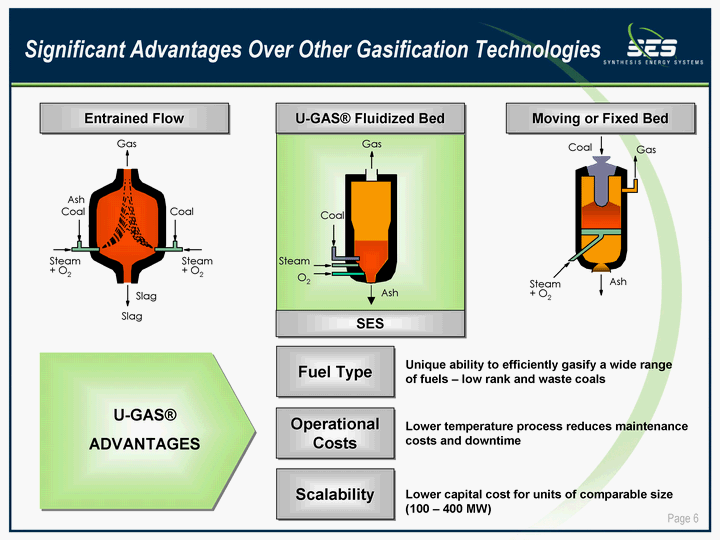 Significant Advantages Over Other Gasification Technologies
SES
SYNTHESIS ENERGY SYSTEMS
Entrained Flow
Gas
Ash
Coal
Coal
Steam
+ O2
Steam
+ O2
Slag
Slag
U-GAS® Fluidized Bed
Gas
Coal
Steam
O2
Ash
SES
Moving or Fixed Bed
Coal
Gas
Steam
+ O2
Ash
U-GAS®
ADVANTAGES
Fuel Type
Unique ability to efficiently gasify a wide range
of fuels – low rank and waste coals
Operational
Costs
Lower temperature process reduces maintenance
costs and downtime
Scalability
Lower capital cost for units of comparable size
(100 – 400 MW)
Page 6